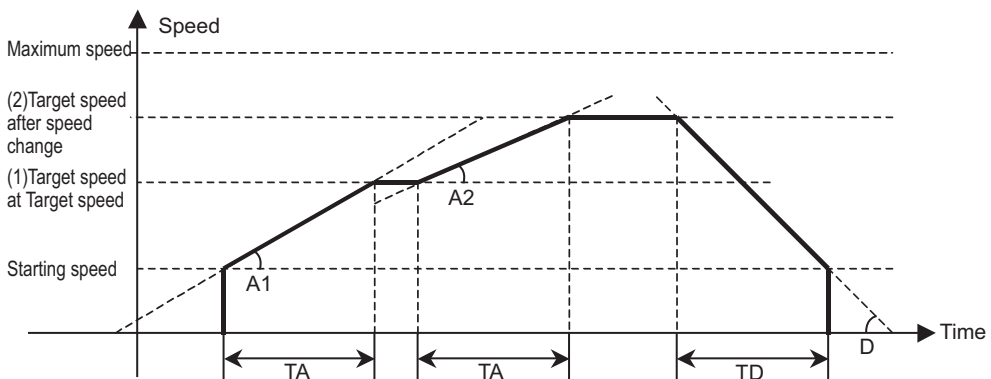 Speed
Maximum speed
(2)Target speed
after speed
change
(1)Target speed
at Target speed
A2
Starting speed
A1
Time
D
TA
TA
TD